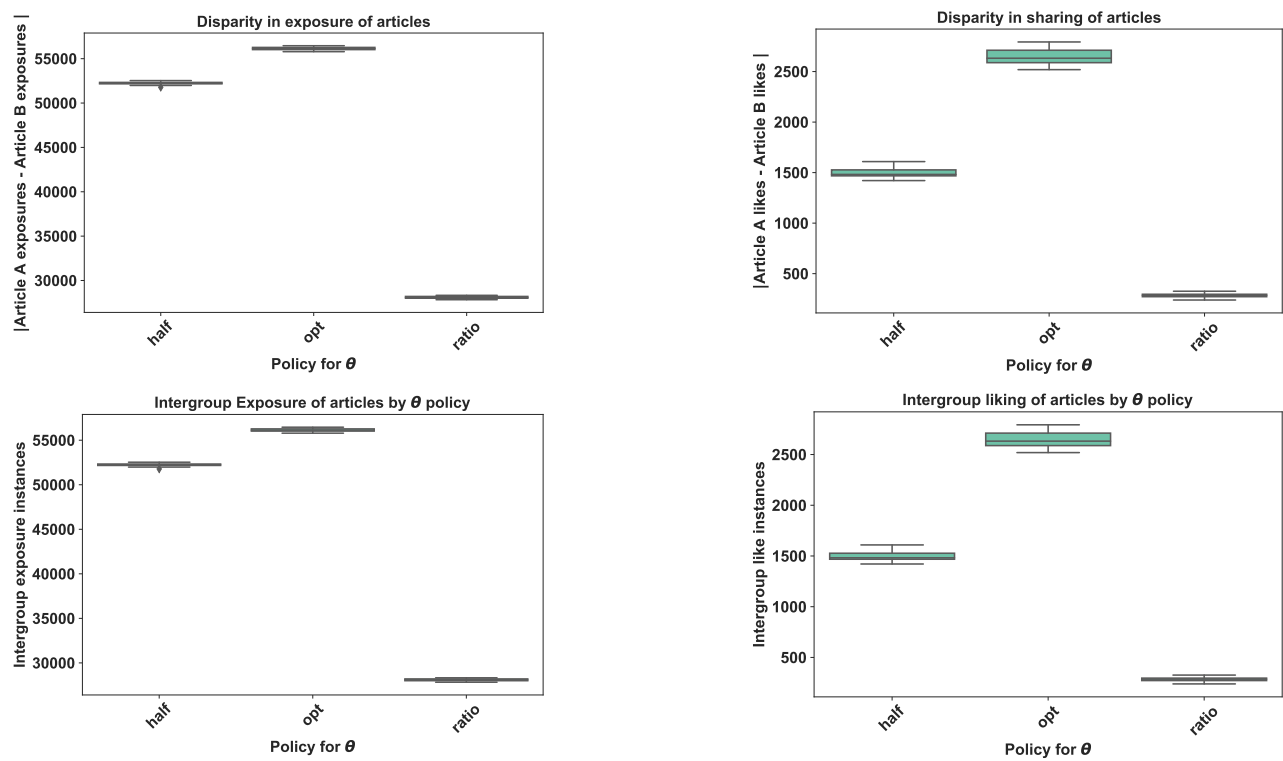 Disparity in exposure of articles
|Article A exposures - Article B exposures |
55000
50000
45000
40000
35000
30000
half
opt
ratio
Policy for θ
Disparity in sharing of articles
|Article A likes - Article B likes |
2500
2000
1500
1000
500
half
opt
ratio
Policy for θ
Intergroup Exposure of articles by θ policy
Intergroup exposure instances
55000
50000
45000
40000
35000
30000
half
opt
ratio
Policy for θ
Intergroup liking of articles by θ policy
Intergroup like instances
2500
2000
1500
1000
500
half
opt
ratio
Policy for θ